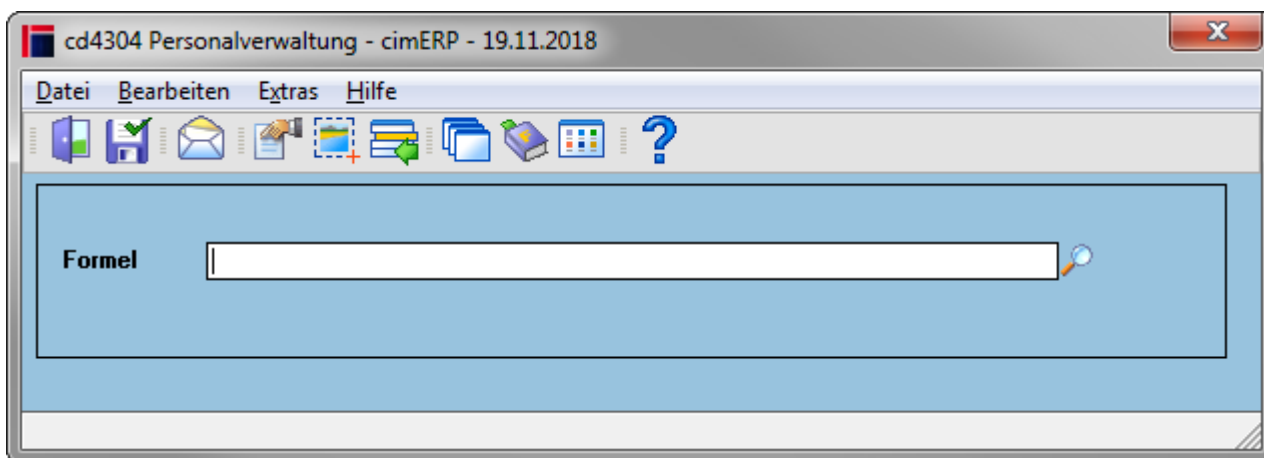 cd4304 Personalverwaltung - cimERP - 19.11.2018
Datei Bearbeiten Extras Hilfe
Formel